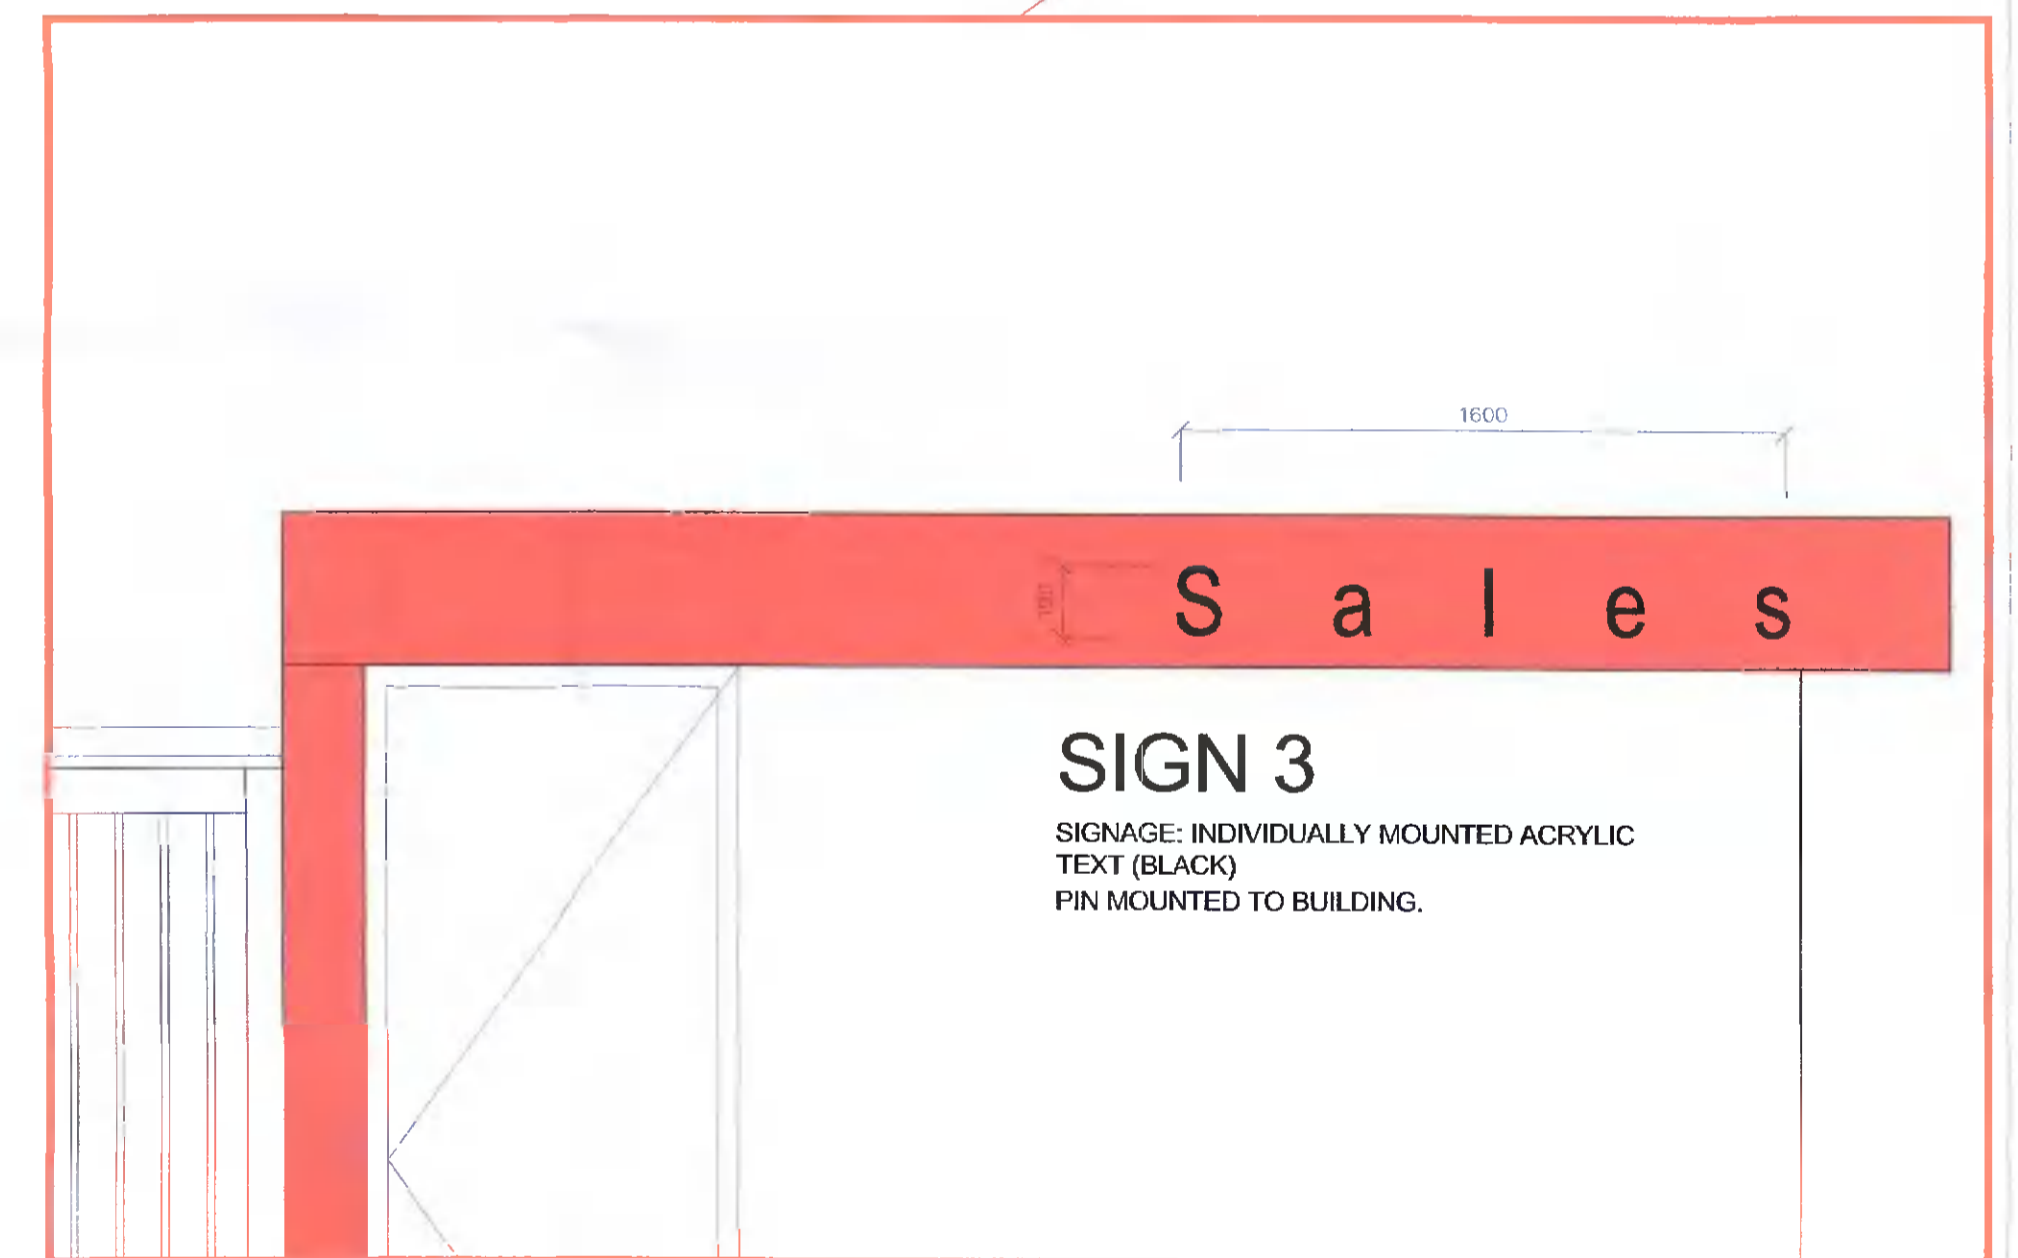 1600
S a l e s
SIGN 3
SIGNAGE: INDIVIDUALLY MOUNTED ACRYLIC
TEXT (BLACK)
PIN MOUNTED TO BUILDING.